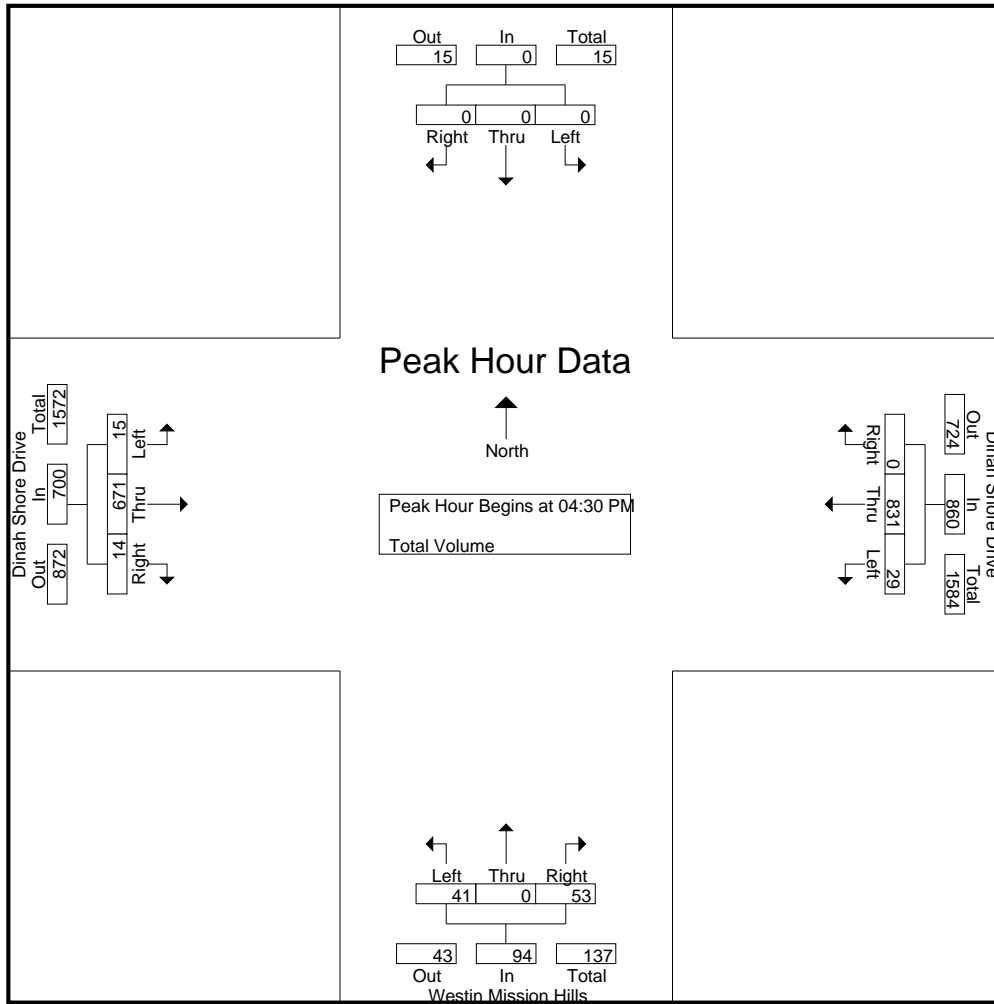 Out In Total
15 0 15
0 0 0
Right Thru Left
Peak Hour Data
North
Peak Hour Begins at 04:30 PM
Total Volume
Dinah Shore Drive
Total In Out
1572 700 872
15 671 14
Left Thru Right
Right Thru Left
0 831 29
724 860 1584
Out In Total
Dinah Shore Drive
Left Thru Right
41 0 53
43 94 137
Out In Total
Westin Mission Hills